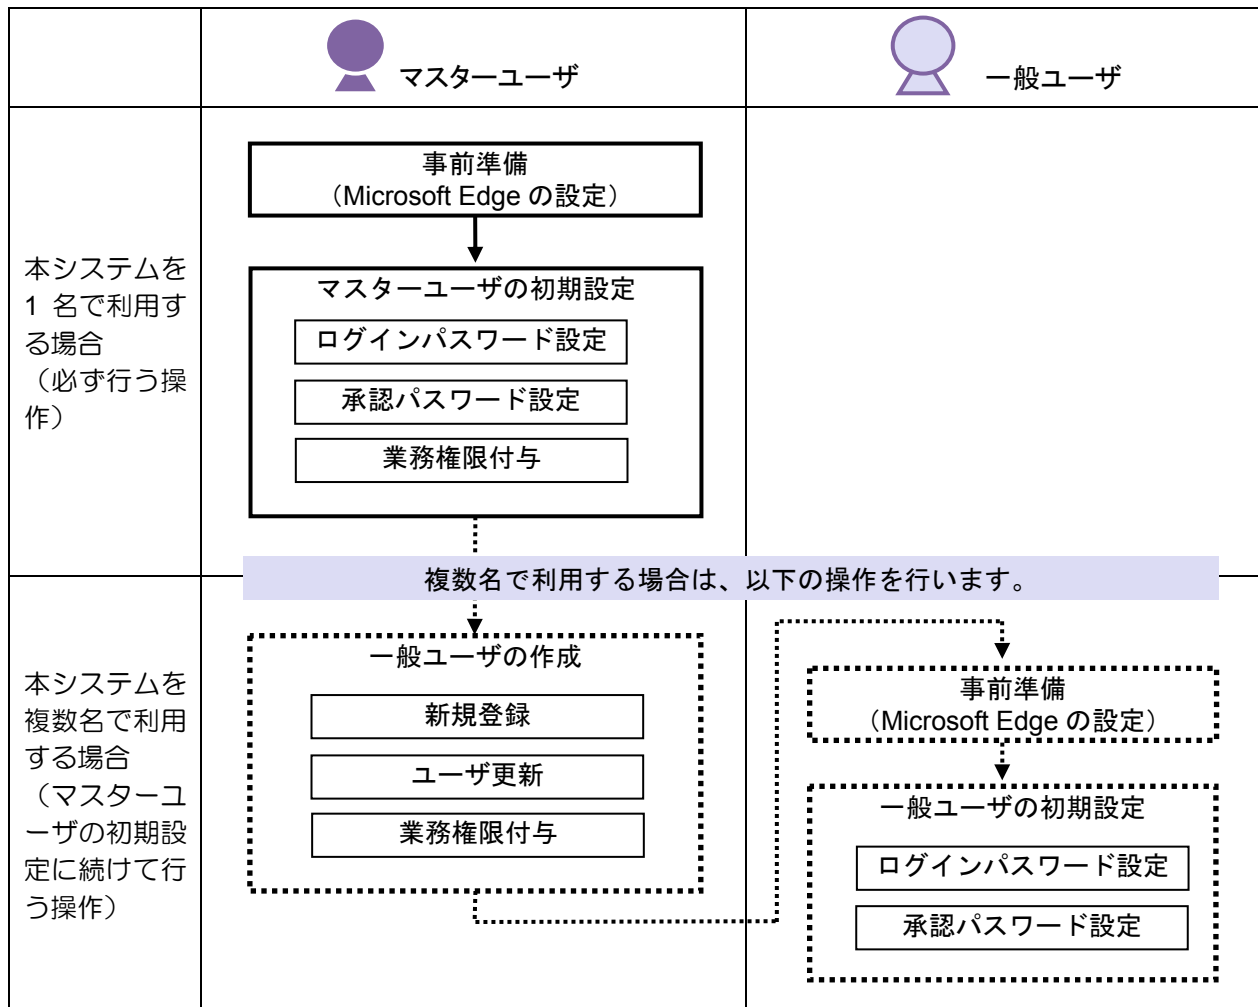 マスターユーザ
一般ユーザ
本システムを
1 名で利用す
る場合
（必ず行う操
作）
事前準備
（Microsoft Edge の設定）
マスターユーザの初期設定
ログインパスワード設定
承認パスワード設定
業務権限付与
複数名で利用する場合は、以下の操作を行います。
本システムを
複数名で利用
する場合
（マスターユ
ーザの初期設
定に続けて行
う操作）
一般ユーザの作成
新規登録
ユーザ更新
業務権限付与
事前準備
（Microsoft Edge の設定）
一般ユーザの初期設定
ログインパスワード設定
承認パスワード設定